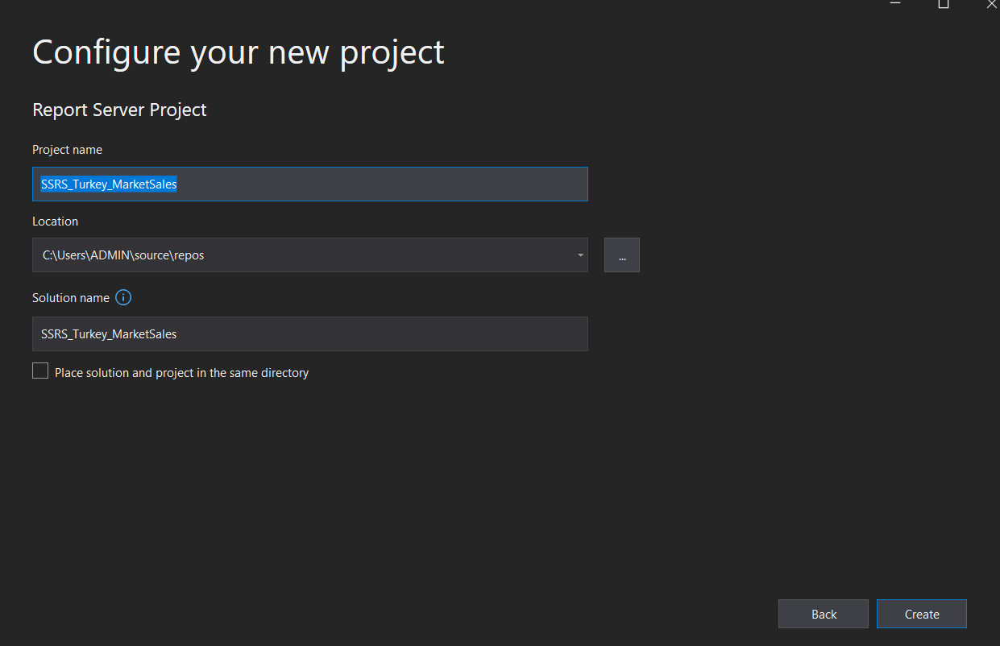 Configure your new project
Report Server Project
Project name
SSRS_Turkey_MarketSales
Location
C:\Users\ADMIN\source\repos
...
Solution name
SSRS_Turkey_MarketSales
Place solution and project in the same directory
Back
Create